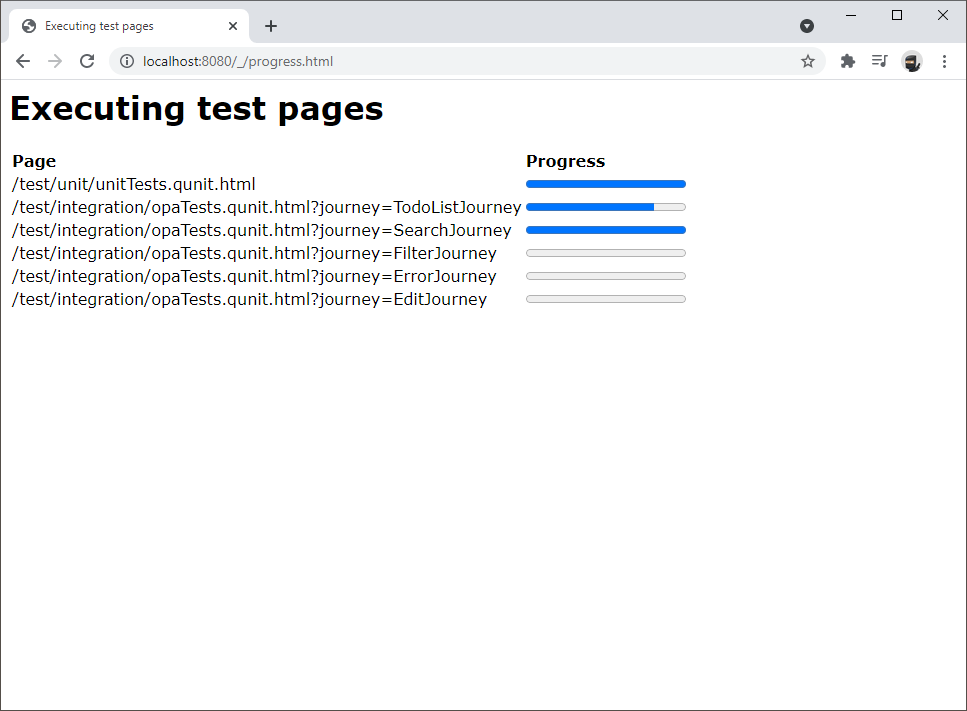 Executing test pages
localhost:8080/_/progress.html
Executing test pages
Page Progress
/test/unit/unitTests.qunit.html
/test/integration/opaTests.qunit.html?journey=TodoListJourney
/test/integration/opaTests.qunit.html?journey=SearchJourney
/test/integration/opaTests.qunit.html?journey=FilterJourney
/test/integration/opaTests.qunit.html?journey=ErrorJourney
/test/integration/opaTests.qunit.html?journey=EditJourney